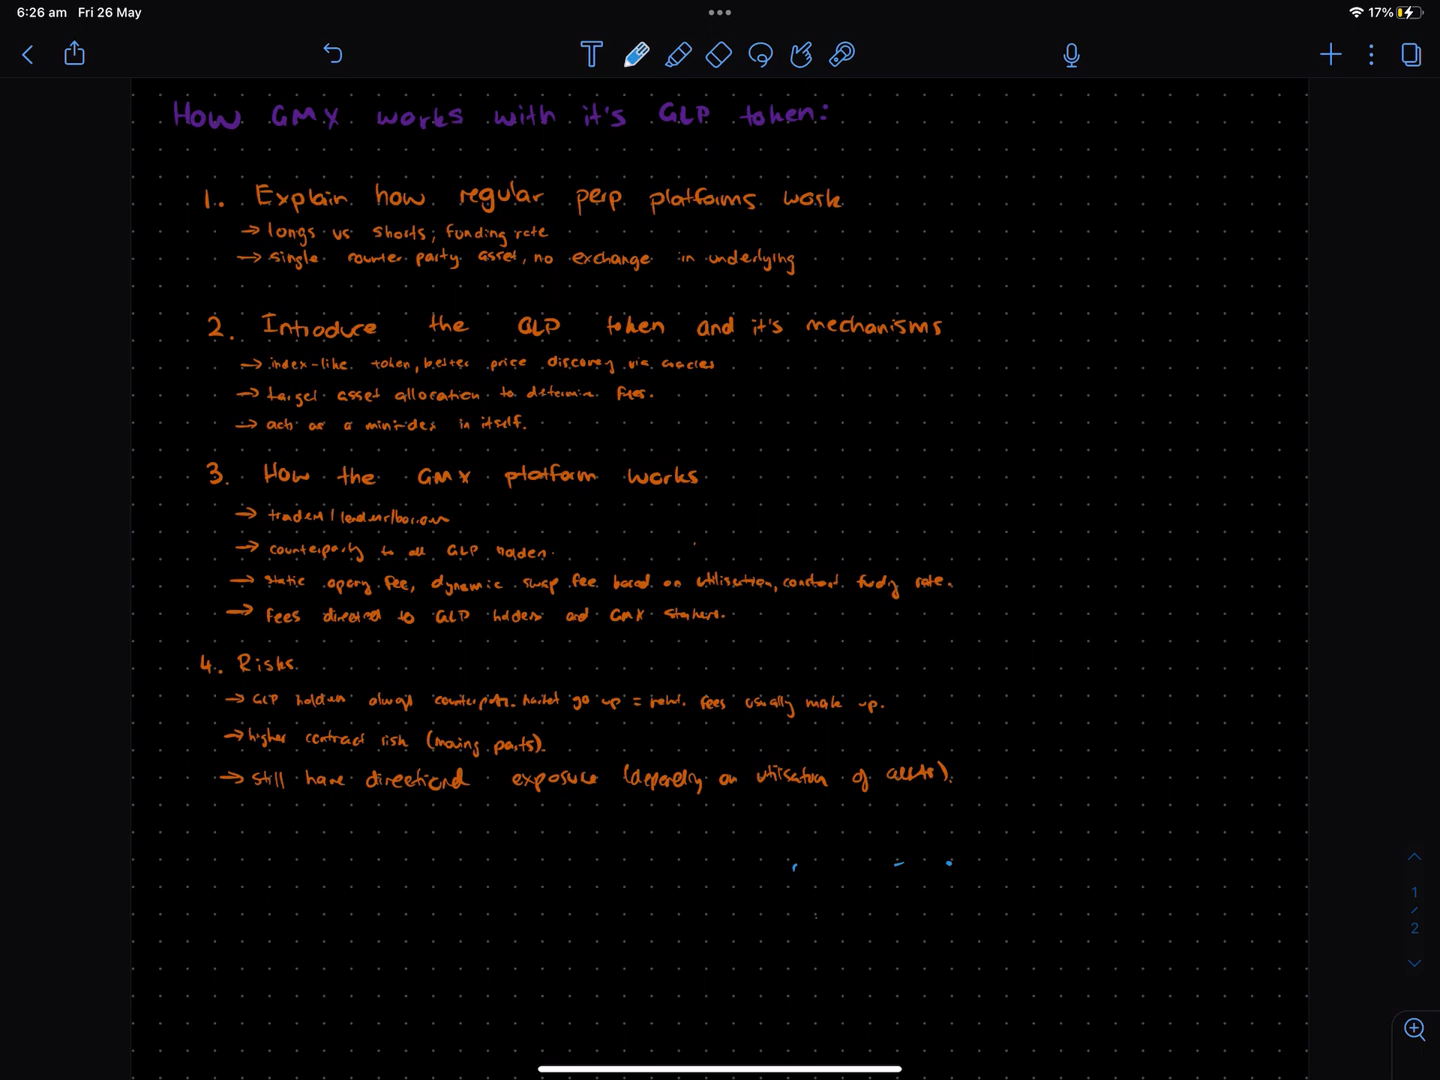 6:26 am Fri 26 May
17%
How GMX works with it's GLP token:
1. Explain how regular perp platforms work
→ longs vs shorts, funding rate
→ single counter party asset, no exchange in underlying
2. Introduce the GLP token and it's mechanisms
→ index-like token, better price discovery via oracles
→ target asset allocation to determine fees.
→ acts as a mini-dex in itself.
3. How the GMX platform works
→ traders / lender/borrower
→ counterparty to all GLP
→ static opening fee, dynamic swap fee based on utilisation, constant funding rate.
→ Fees directed to GLP holders and GMX stakers.
4. Risks
→ GLP holders always counterparty. market go up = fees usually make up.
→ higher contract risk (moving parts).
→ still have directional exposure (depending on utilisation of assets).
1
/
2